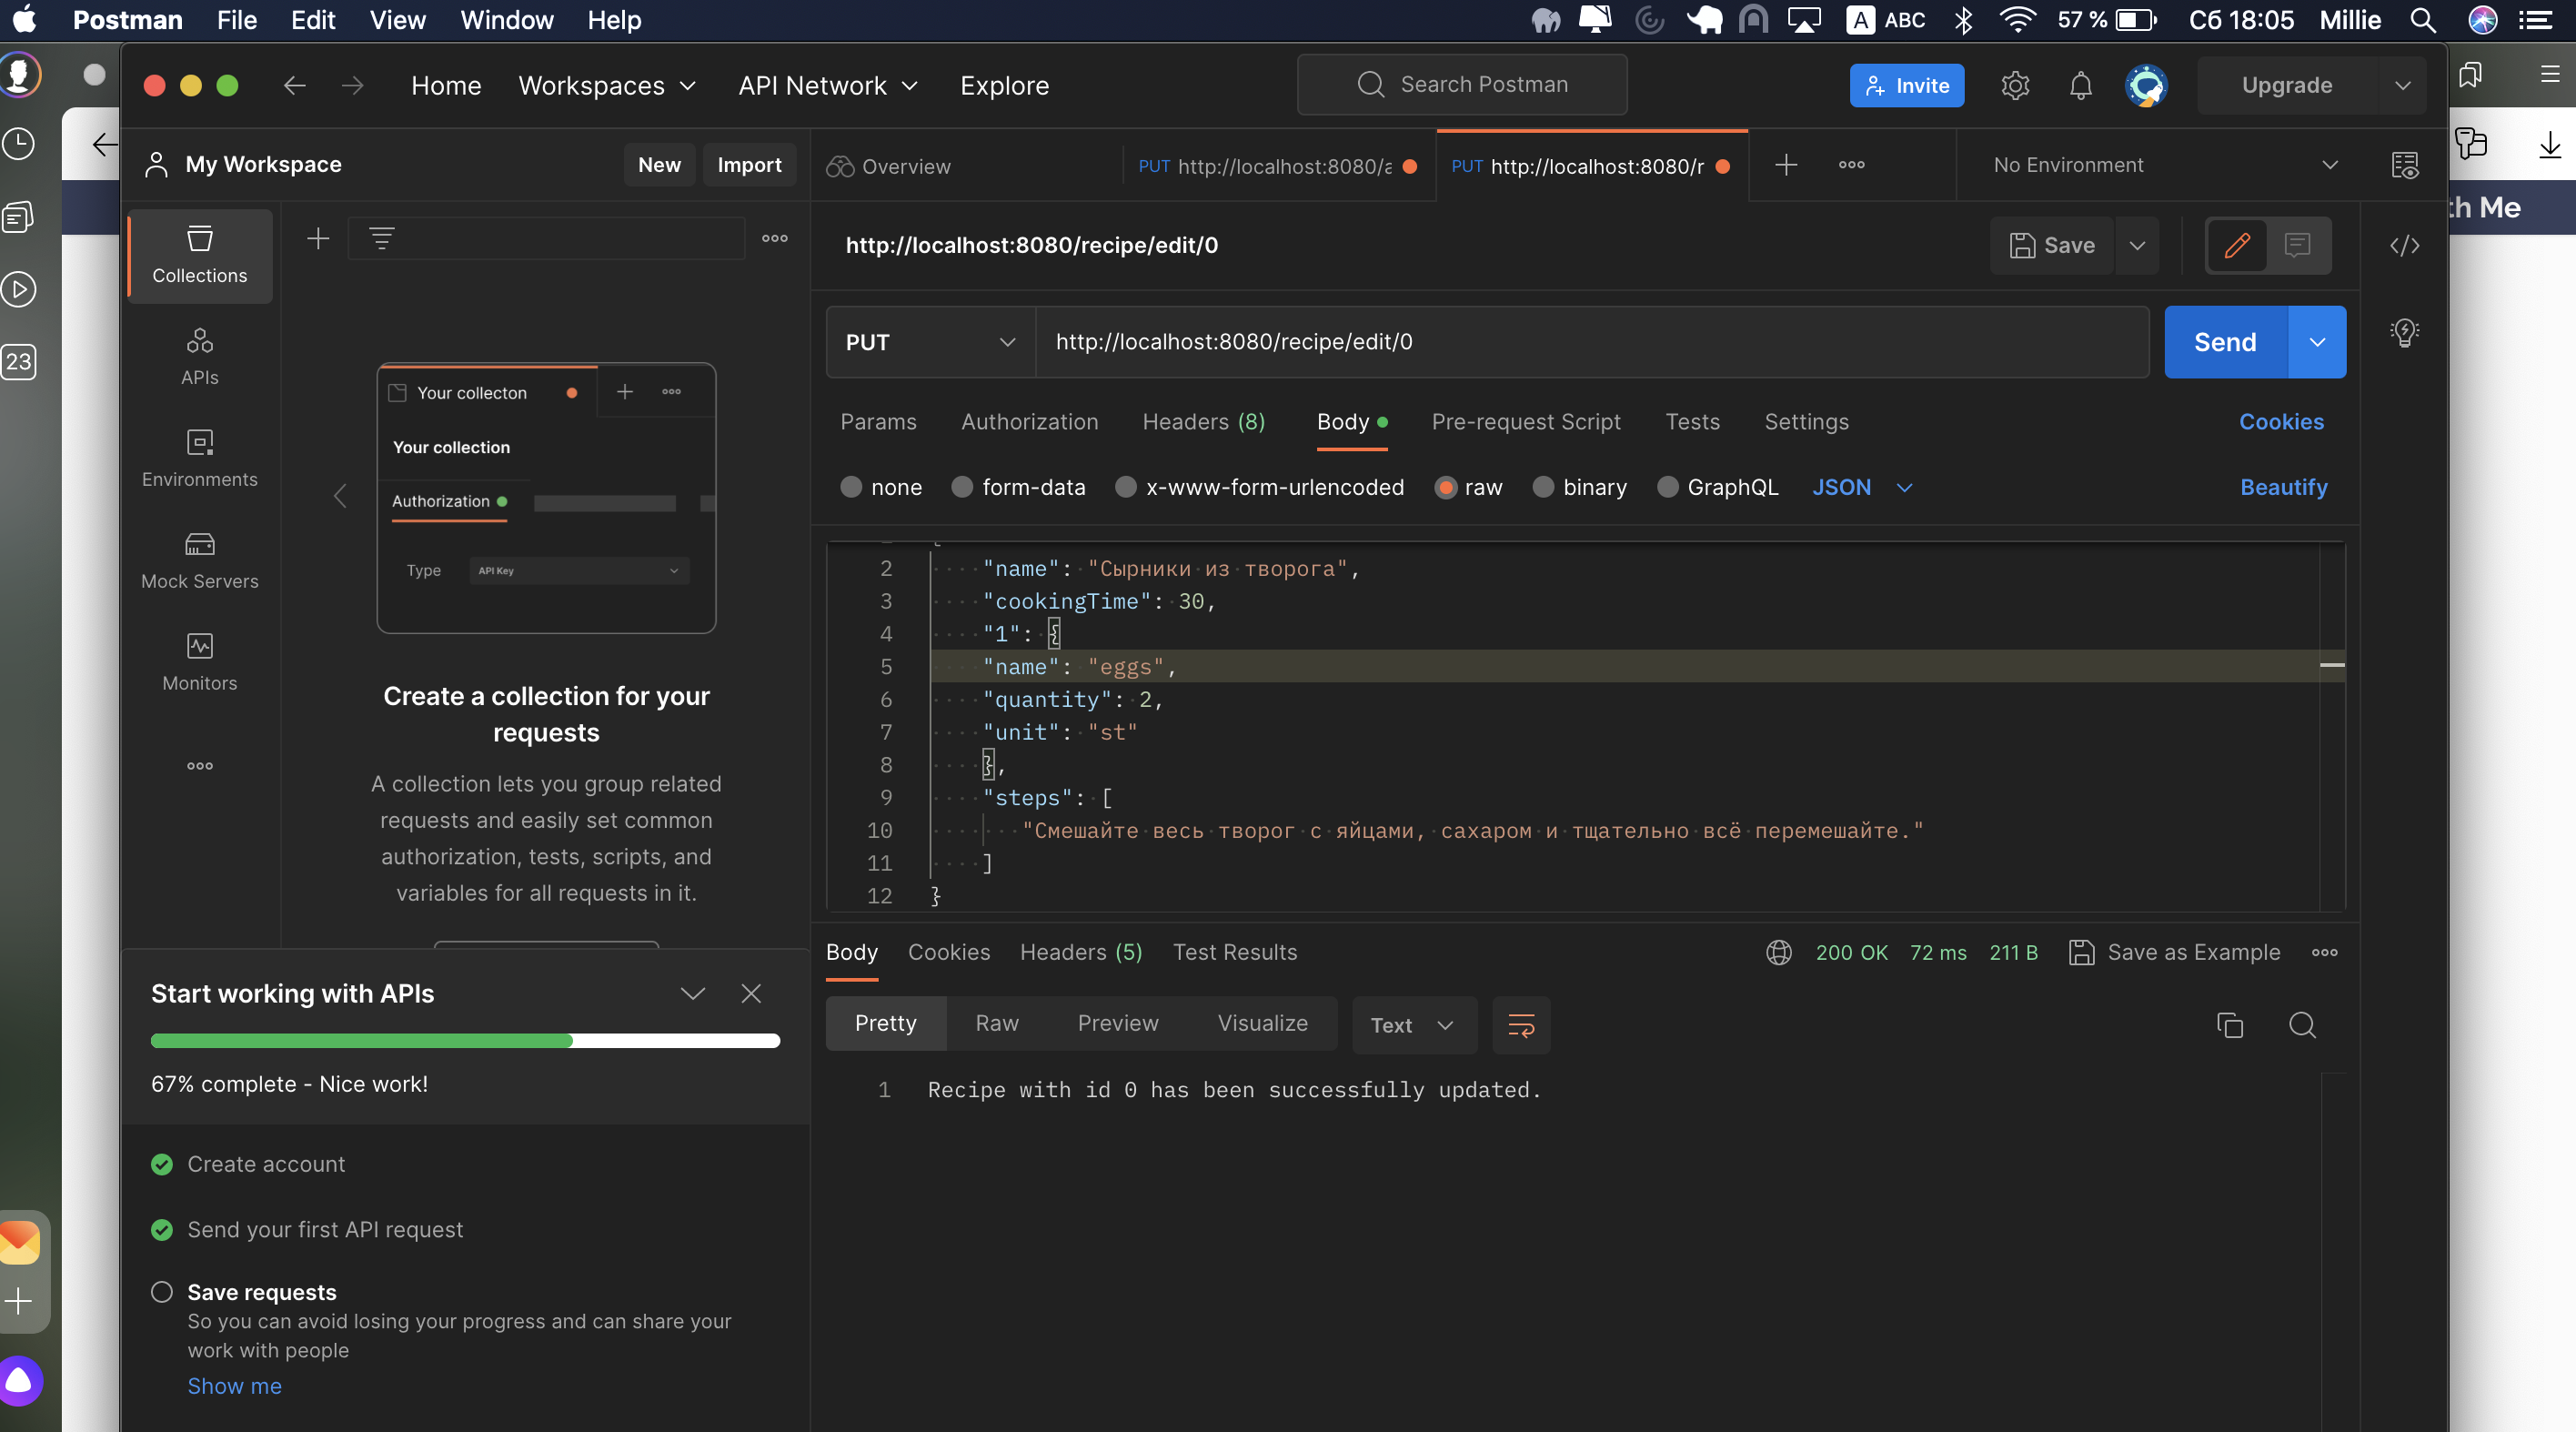 Postman File Edit View Window Help
A ABC 57 % Сб 18:05 Millie
Home Workspaces API Network Explore
Search Postman
Invite
Upgrade
My Workspace
New Import
Overview
PUT http://localhost:8080/a
PUT http://localhost:8080/r
No Environment
th Me
23
Collections
APIs
Environments
Mock Servers
Monitors
Your collecton
Your collection
Authorization
Type API Key
Create a collection for your
requests
A collection lets you group related
requests and easily set common
authorization, tests, scripts, and
variables for all requests in it.
Start working with APIs
67% complete - Nice work!
Create account
Send your first API request
Save requests
So you can avoid losing your progress and can share your
work with people
Show me
http://localhost:8080/recipe/edit/0
Save
PUT http://localhost:8080/recipe/edit/0
Send
Params Authorization Headers (8) Body Pre-request Script Tests Settings Cookies
none form-data x-www-form-urlencoded raw binary GraphQL JSON Beautify
2 "name": "Сырники из творога",
3 "cookingTime": 30,
4 "1": {
5 "name": "eggs",
6 "quantity": 2,
7 "unit": "st"
8 },
9 "steps": [
10 "Смешайте весь творог с яйцами, сахаром и тщательно всё перемешайте."
11 ]
12 }
Body Cookies Headers (5) Test Results
200 OK 72 ms 211 B Save as Example
Pretty Raw Preview Visualize Text
1 Recipe with id 0 has been successfully updated.